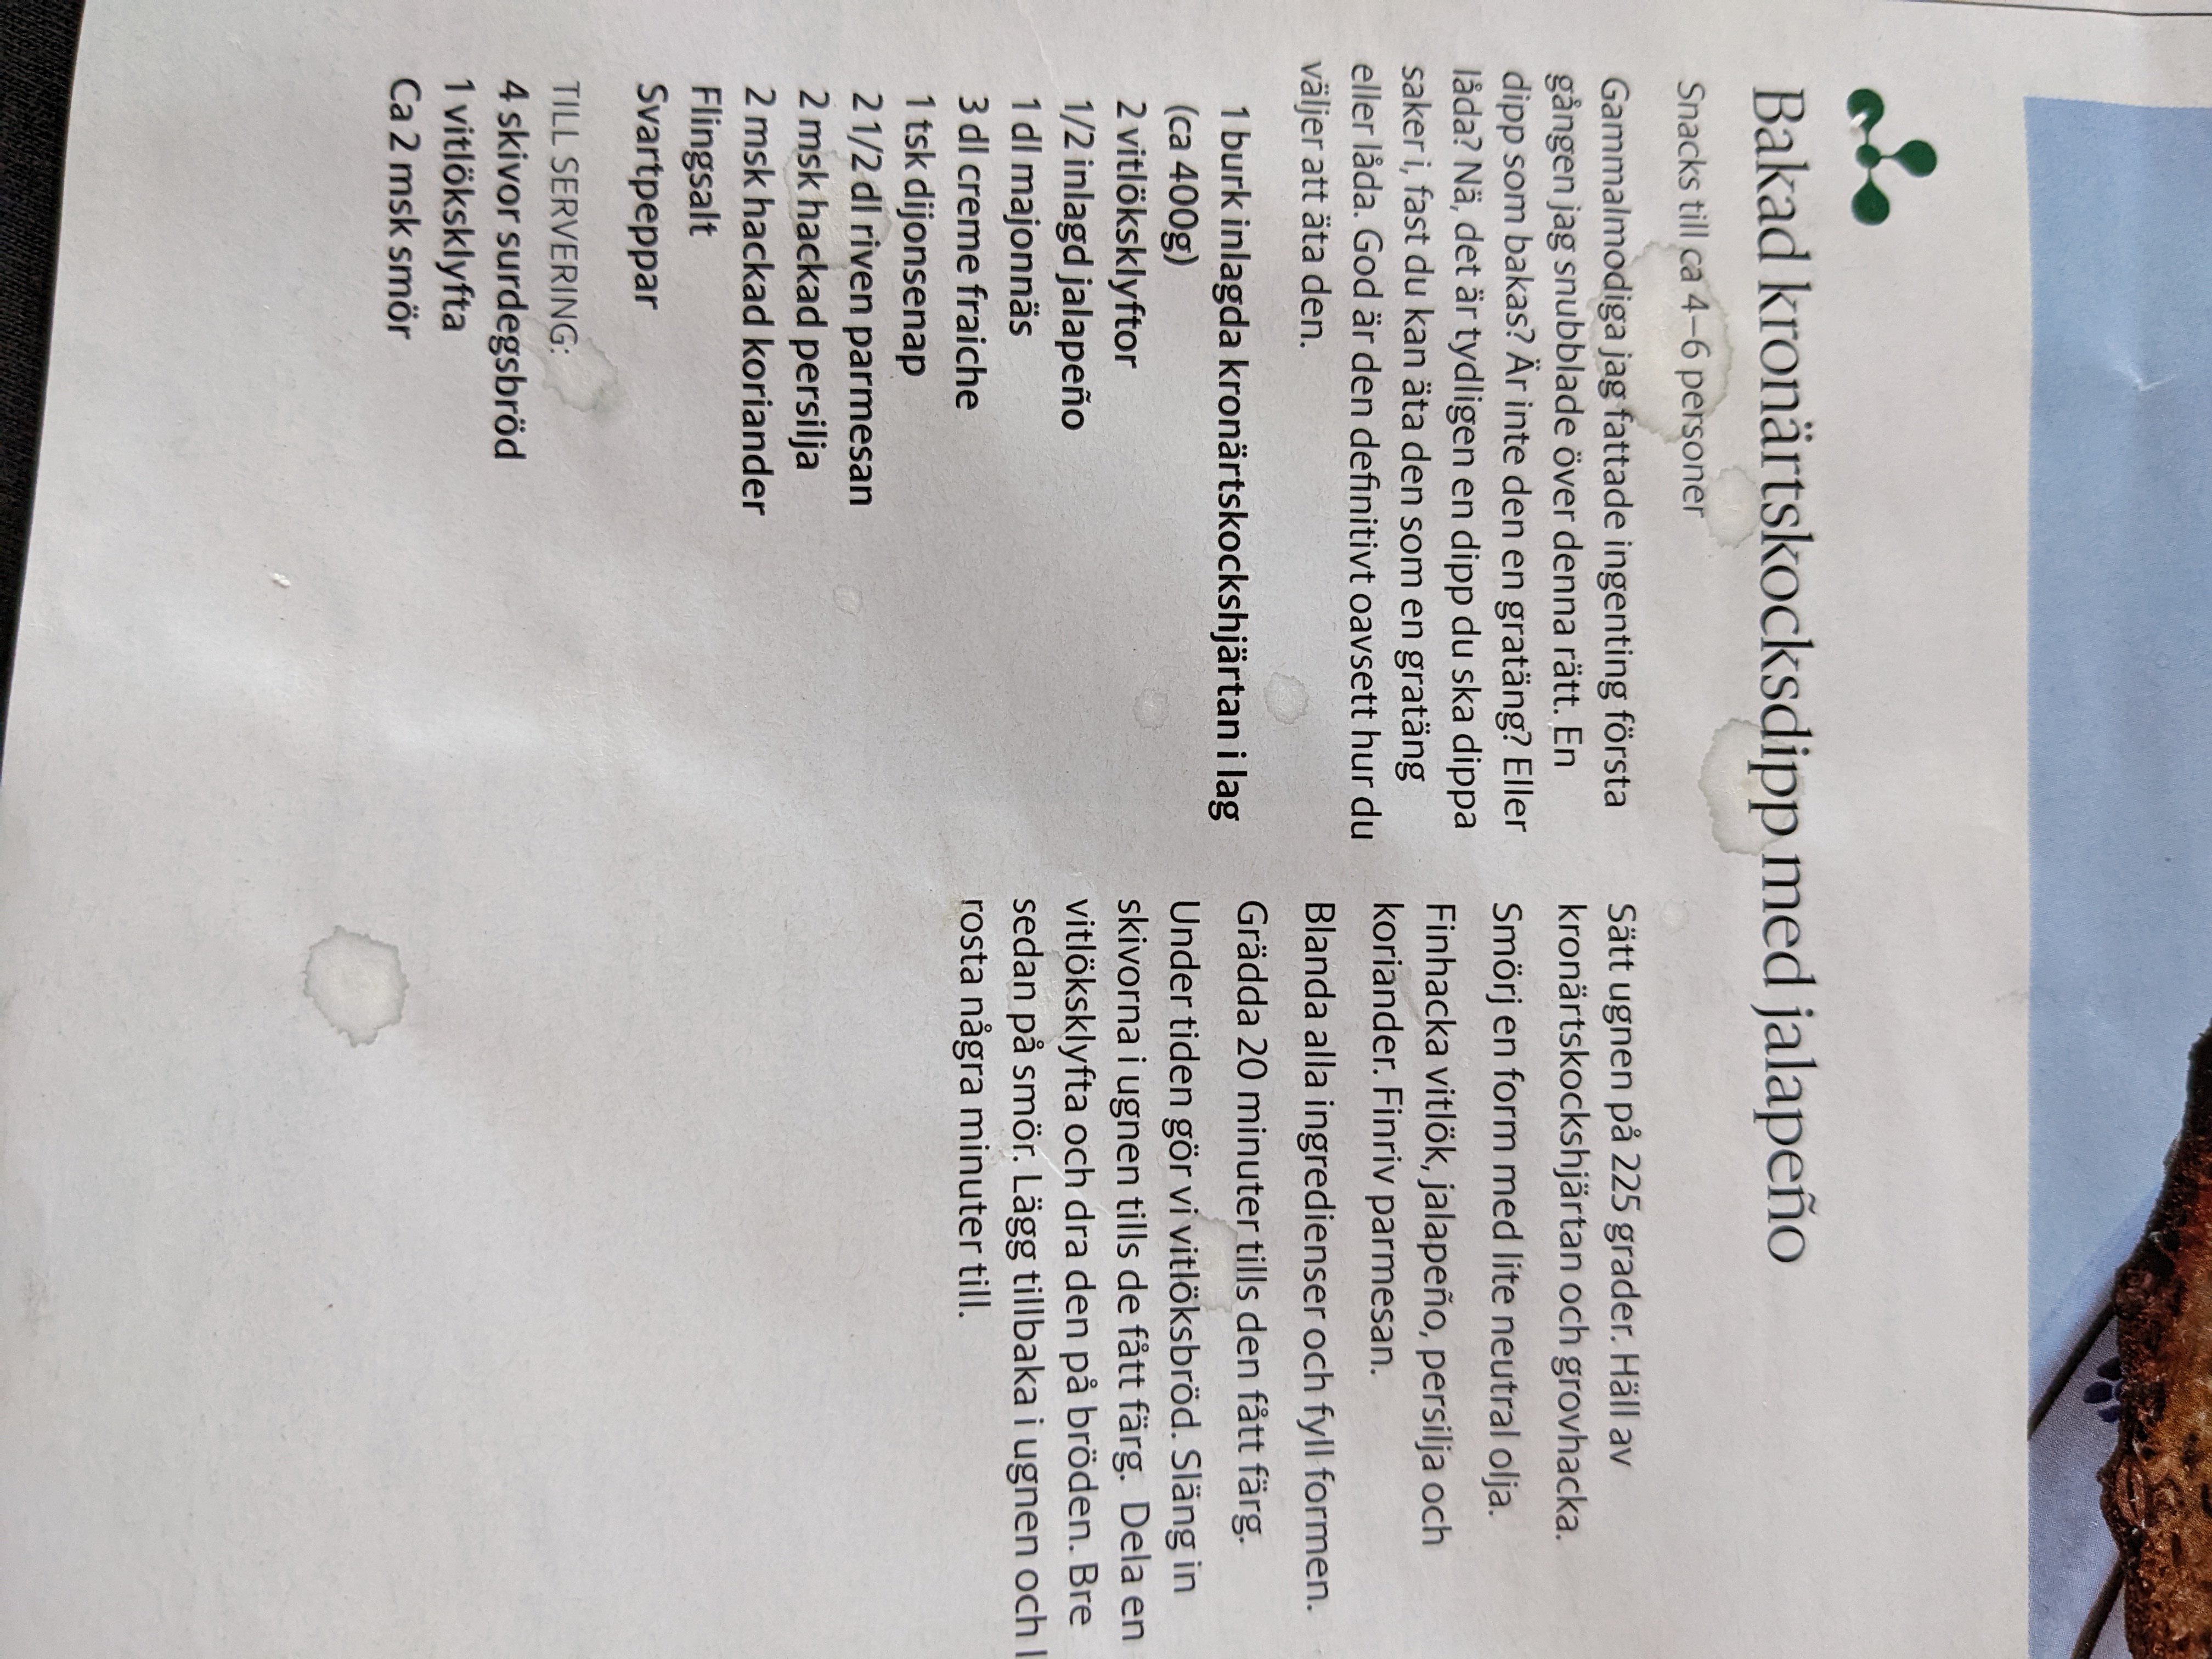 Bakad kronärtskocksdipp med jalapeño
Snacks till ca 4–6 personer
Gammalmodiga jag fattade ingenting första
gången jag snubblade över denna rätt. En
dipp som bakas? Är inte den en gratäng? Eller
låda? Nä, det är tydligen en dipp du ska dippa
saker i, fast du kan äta den som en gratäng
eller låda. God är den definitivt oavsett hur du
väljer att äta den.
1 burk inlagda kronärtskockshjärtan i lag
(ca 400g)
2 vitlöksklyftor
1/2 inlagd jalapeño
1 dl majonnäs
3 dl creme fraiche
1 tsk dijonsenap
2 1/2 dl riven parmesan
2 msk hackad persilja
2 msk hackad koriander
Flingsalt
Svartpeppar
TILL SERVERING:
4 skivor surdegsbröd
1 vitlöksklyfta
Ca 2 msk smör
Sätt ugnen på 225 grader. Häll av
kronärtskockshjärtan och grovhacka.
Smörj en form med lite neutral olja.
Finhacka vitlök, jalapeño, persilja och
koriander. Finriv parmesan.
Blanda alla ingredienser och fyll formen.
Grädda 20 minuter tills den fått färg.
Under tiden gör vi vitlöksbröd. Släng in
skivorna i ugnen tills de fått färg. Dela en
vitlöksklyfta och dra den på bröden. Bre
sedan på smör. Lägg tillbaka i ugnen och
rosta några minuter till.